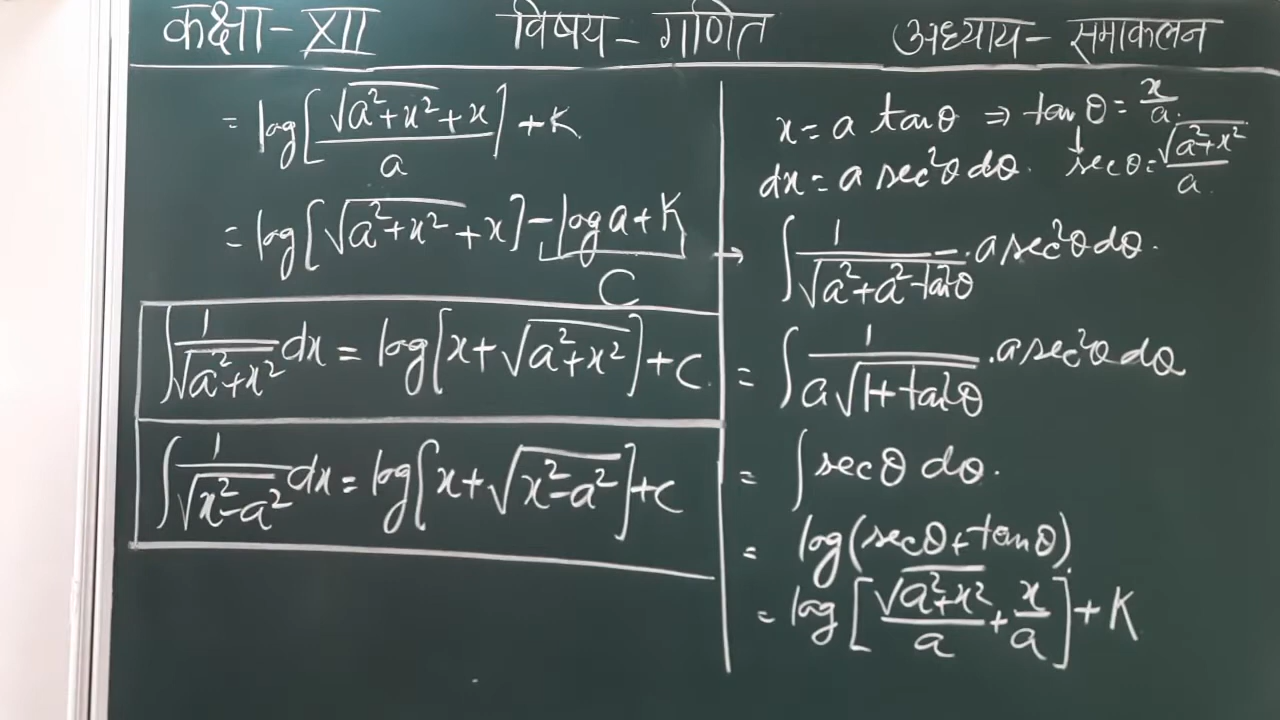 कक्षा-XII विषय-गणित अध्याय-समाकलन
= log[(√(a²+x²)+x)/a]+K
= log[√(a²+x²)+x]-log a+K
C
∫1/√(a²+x²) dx = log[x+√(a²+x²)]+c
∫1/√(x²-a²) dx = log[x+√(x²-a²)]+c
x = a tanθ ⇒ tanθ = x/a
dx = a sec²θ dθ. ↓ secθ = √(a²+x²)/a
→ ∫1/√(a²+a² tan²θ) . a sec²θ dθ.
= ∫1/(a√(1+tan²θ)) . a sec²θ dθ
= ∫secθ dθ.
= log(secθ+tanθ)
= log[√(a²+x²)/a + x/a]+K